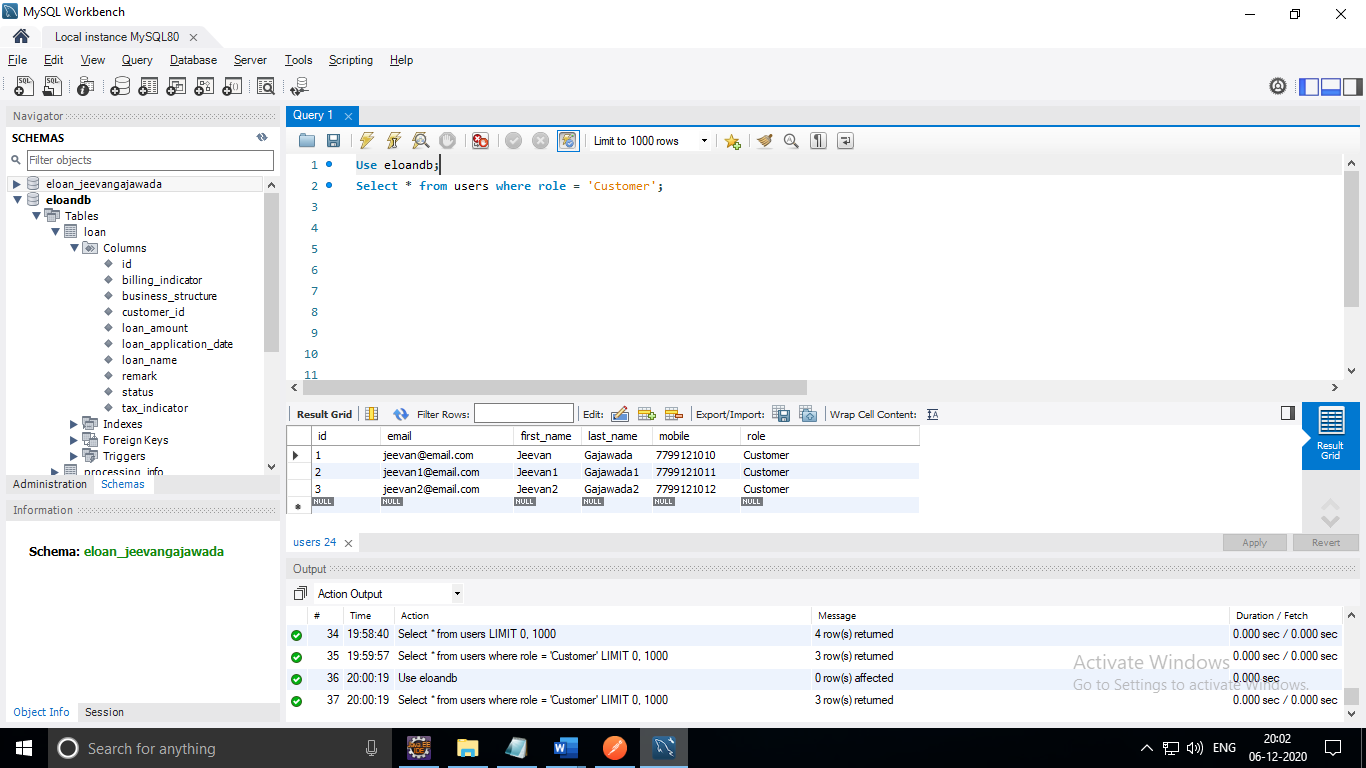 MySQL Workbench
Local instance MySQL80
File Edit View Query Database Server Tools Scripting Help
Navigator
SCHEMAS
Filter objects
eloan_jeevangajawada
eloandb
Tables
loan
Columns
id
billing_indicator
business_structure
customer_id
loan_amount
loan_application_date
loan_name
remark
status
tax_indicator
Indexes
Foreign Keys
Triggers
processing_info
Administration Schemas
Information
Schema: eloan_jeevangajawada
Object Info Session
Query 1
Limit to 1000 rows
1 Use eloandb;
2 Select * from users where role = 'Customer';
3
4
5
6
7
8
9
10
11
Result Grid Filter Rows: Edit: Export/Import: Wrap Cell Content:
id email first_name last_name mobile role
1 jeevan@email.com Jeevan Gajawada 7799121010 Customer
2 jeevan1@email.com Jeevan1 Gajawada1 7799121011 Customer
3 jeevan2@email.com Jeevan2 Gajawada2 7799121012 Customer
NULL NULL NULL NULL NULL NULL
Result Grid
users 24
Apply Revert
Output
Action Output
# Time Action Message Duration / Fetch
34 19:58:40 Select * from users LIMIT 0, 1000 4 row(s) returned 0.000 sec / 0.000 sec
35 19:59:57 Select * from users where role = 'Customer' LIMIT 0, 1000 3 row(s) returned 0.000 sec / 0.000 sec
36 20:00:19 Use eloandb 0 row(s) affected 0.000 sec
37 20:00:19 Select * from users where role = 'Customer' LIMIT 0, 1000 3 row(s) returned 0.000 sec / 0.000 sec
Activate Windows
Go to Settings to activate Windows.
Search for anything
ENG
20:02
06-12-2020